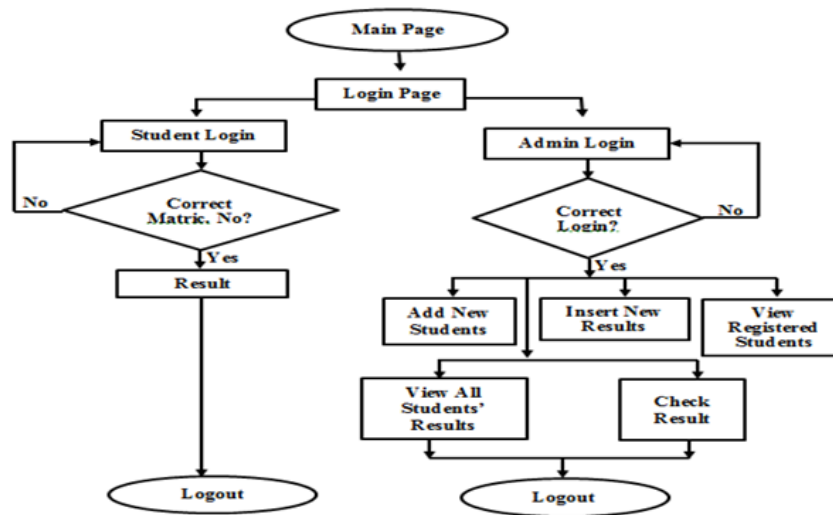 Main Page
Login Page
Student Login
Admin Login
No
Correct
Matric. No?
Correct
Login?
No
Yes
Yes
Result
Add New
Students
Insert New
Results
View
Registered
Students
View All
Students'
Results
Check
Result
Logout
Logout